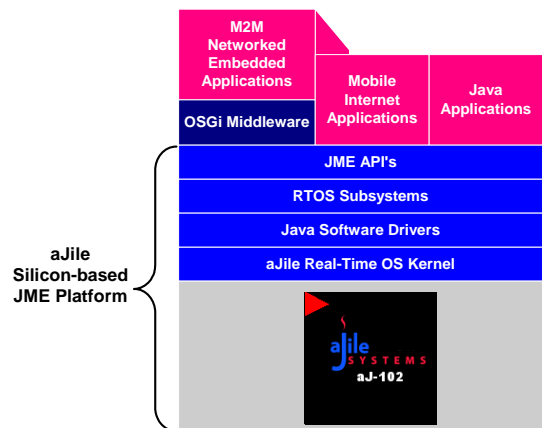 M2M
Networked
Embedded
Applications
Mobile
Internet
Applications
Java
Applications
OSGi Middleware
JME API's
RTOS Subsystems
Java Software Drivers
aJile Real-Time OS Kernel
aJile
Silicon-based
JME Platform
aJile
SYSTEMS
aJ-102